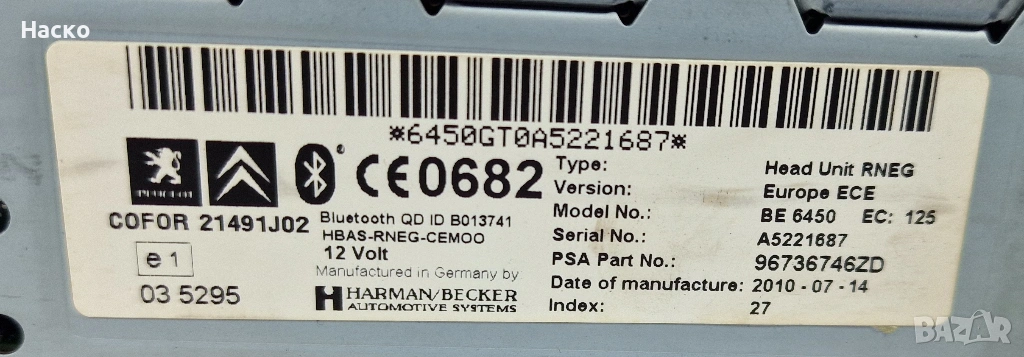 Наско
*6450GT0A5221687*
PEUGEOT
CE0682
COFOR 21491J02
Bluetooth QD ID B013741
HBAS-RNEG-CEMOO
12 Volt
Manufactured in Germany by
HARMAN/BECKER
AUTOMOTIVE SYSTEMS
e1
03 5295
Type: Head Unit RNEG
Version: Europe ECE
Model No.: BE 6450 EC: 125
Serial No.: A5221687
PSA Part No.: 96736746ZD
Date of manufacture: 2010-07-14
Index: 27
BAZAR